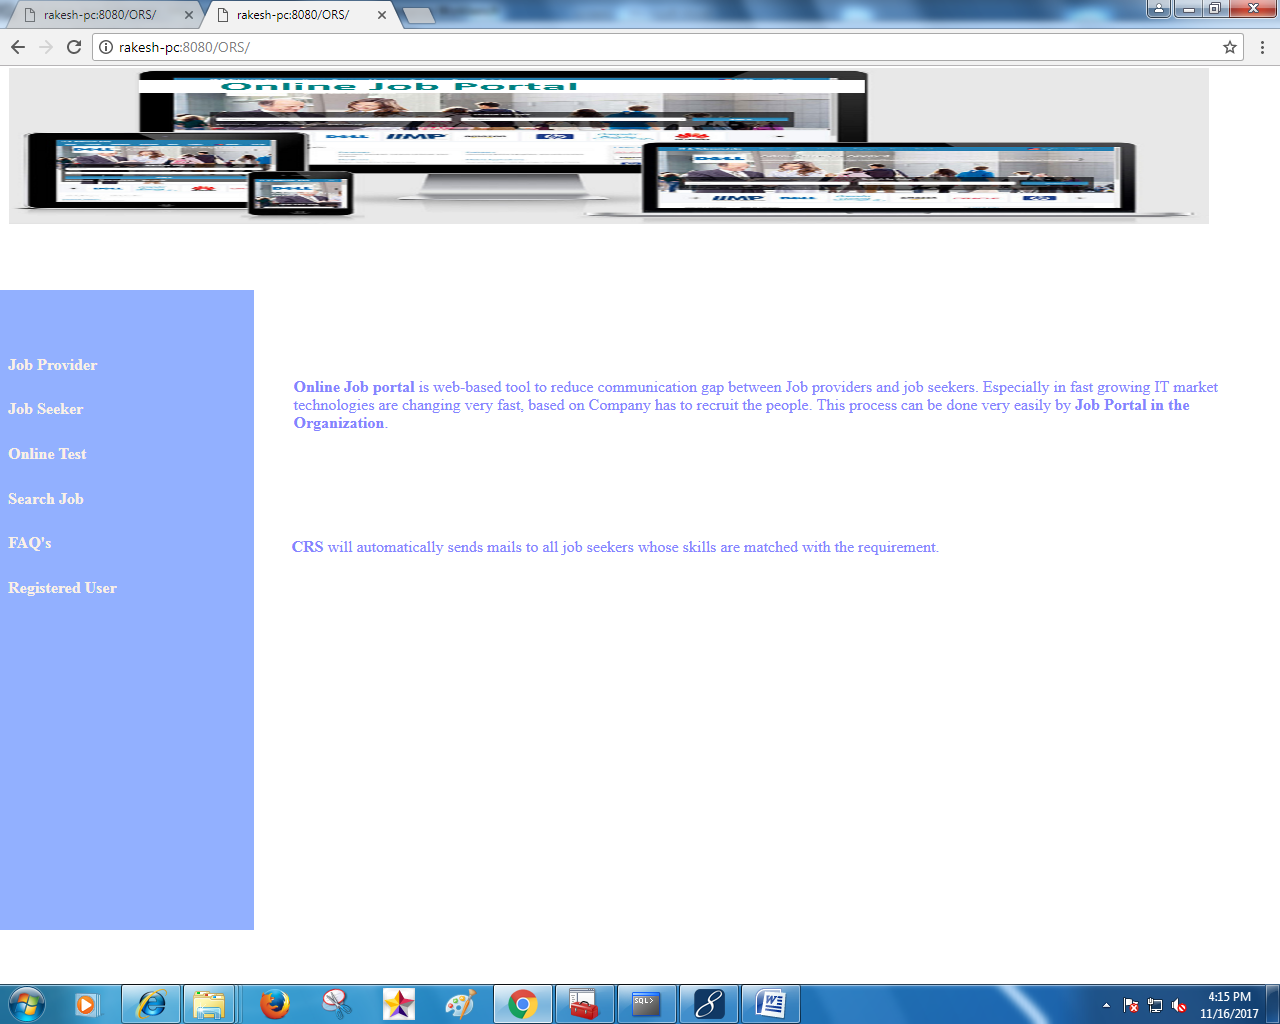 rakesh-pc:8080/ORS/
rakesh-pc:8080/ORS/
rakesh-pc:8080/ORS/
Online Job Portal
DELL
Job Provider
Job Seeker
Online Test
Search Job
FAQ's
Registered User
Online Job portal is web-based tool to reduce communication gap between Job providers and job seekers. Especially in fast growing IT market
technologies are changing very fast, based on Company has to recruit the people. This process can be done very easily by Job Portal in the
Organization.
CRS will automatically sends mails to all job seekers whose skills are matched with the requirement.
SQL>
4:15 PM
11/16/2017